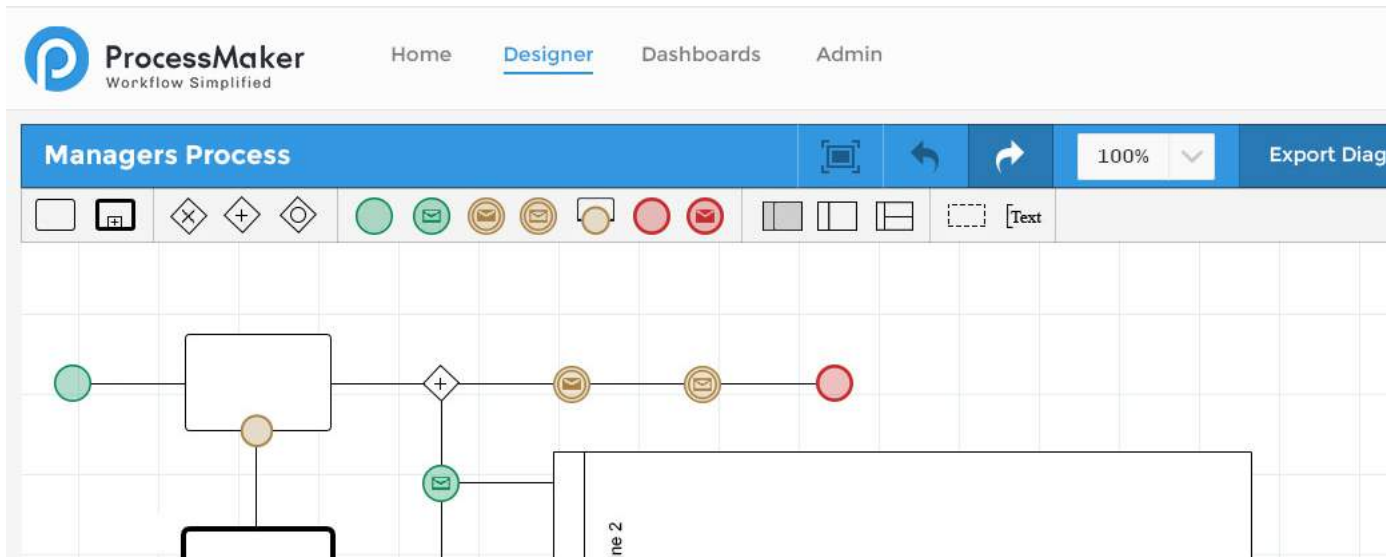 ProcessMaker
Workflow Simplified
Home Designer Dashboards Admin
Managers Process 100% Export Diag
[Text
ne 2